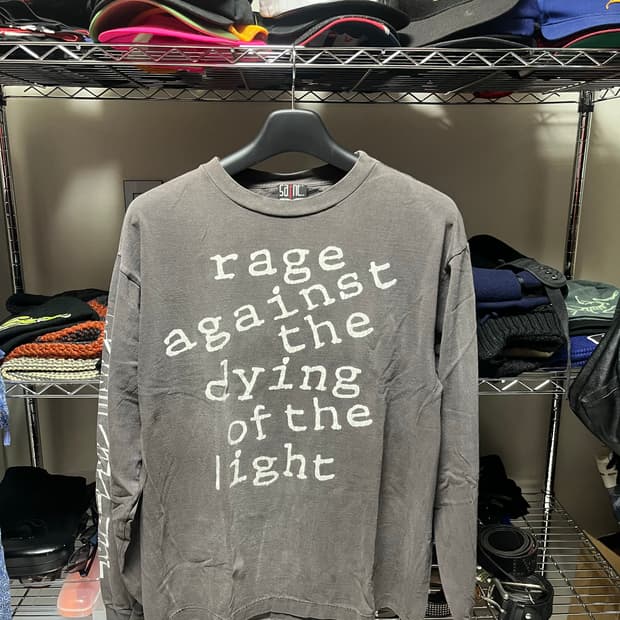 rage
against
the
dying
of the
light